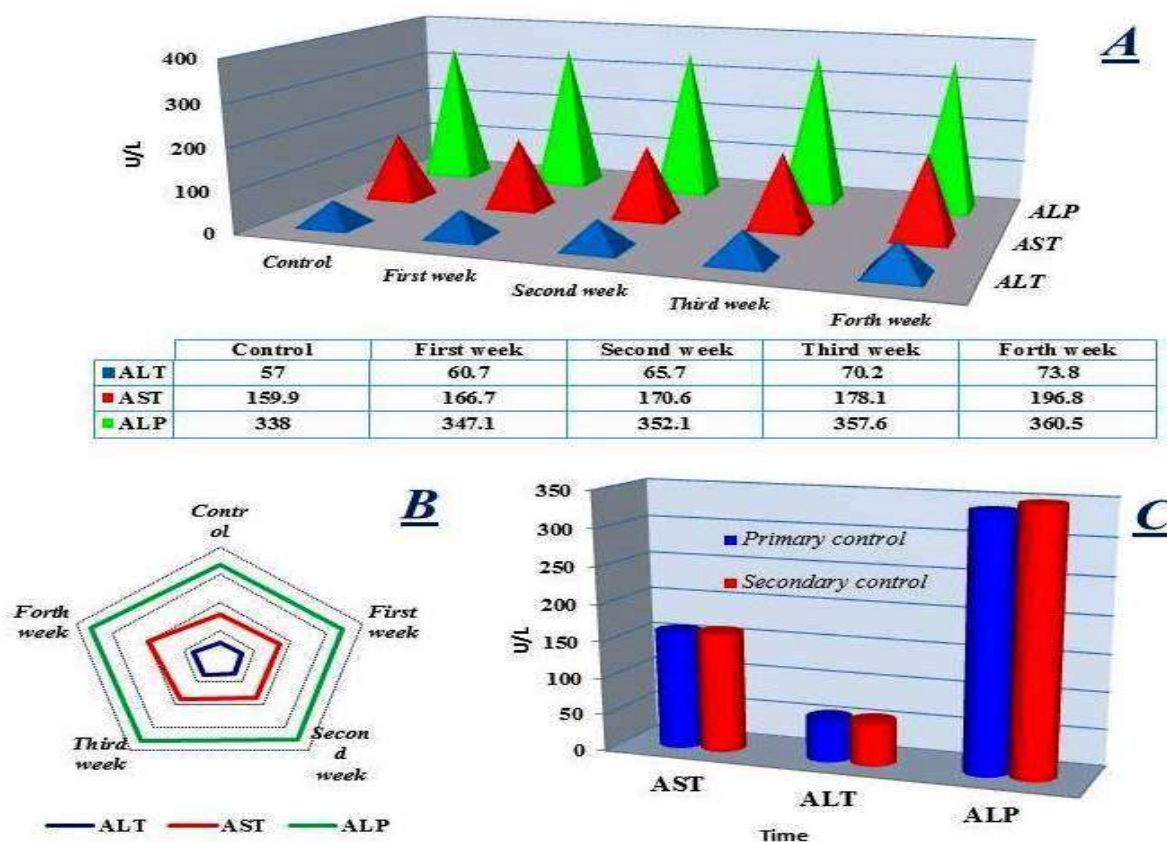 A
400
300
200
100
0
U/L
Control
First week
Second week
Third week
Forth week
ALP
AST
ALT
Control First week Second week Third week Forth week
ALT 57 60.7 65.7 70.2 73.8
AST 159.9 166.7 170.6 178.1 196.8
ALP 338 347.1 352.1 357.6 360.5
B
Contr
ol
First
week
Secon
d
week
Third
week
Forth
week
ALT AST ALP
C
350
300
250
200
150
100
50
0
U/L
Primary control
Secondary control
AST
ALT
ALP
Time